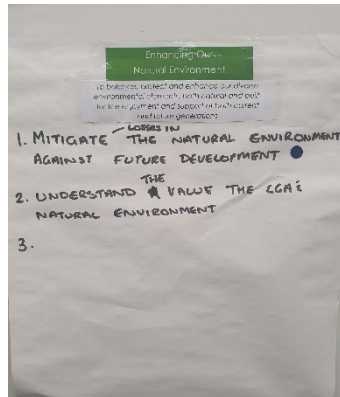 Enhancing Our
Natural Environment
To balance, protect and enhance our diverse
environmental elements, both natural and built
for the enjoyment and support of both current
and future generations
LOSSES IN
1. MITIGATE THE NATURAL ENVIRONMENT
AGAINST FUTURE DEVELOPMENT
THE
2. UNDERSTAND VALUE THE LGA's
NATURAL ENVIRONMENT
3.